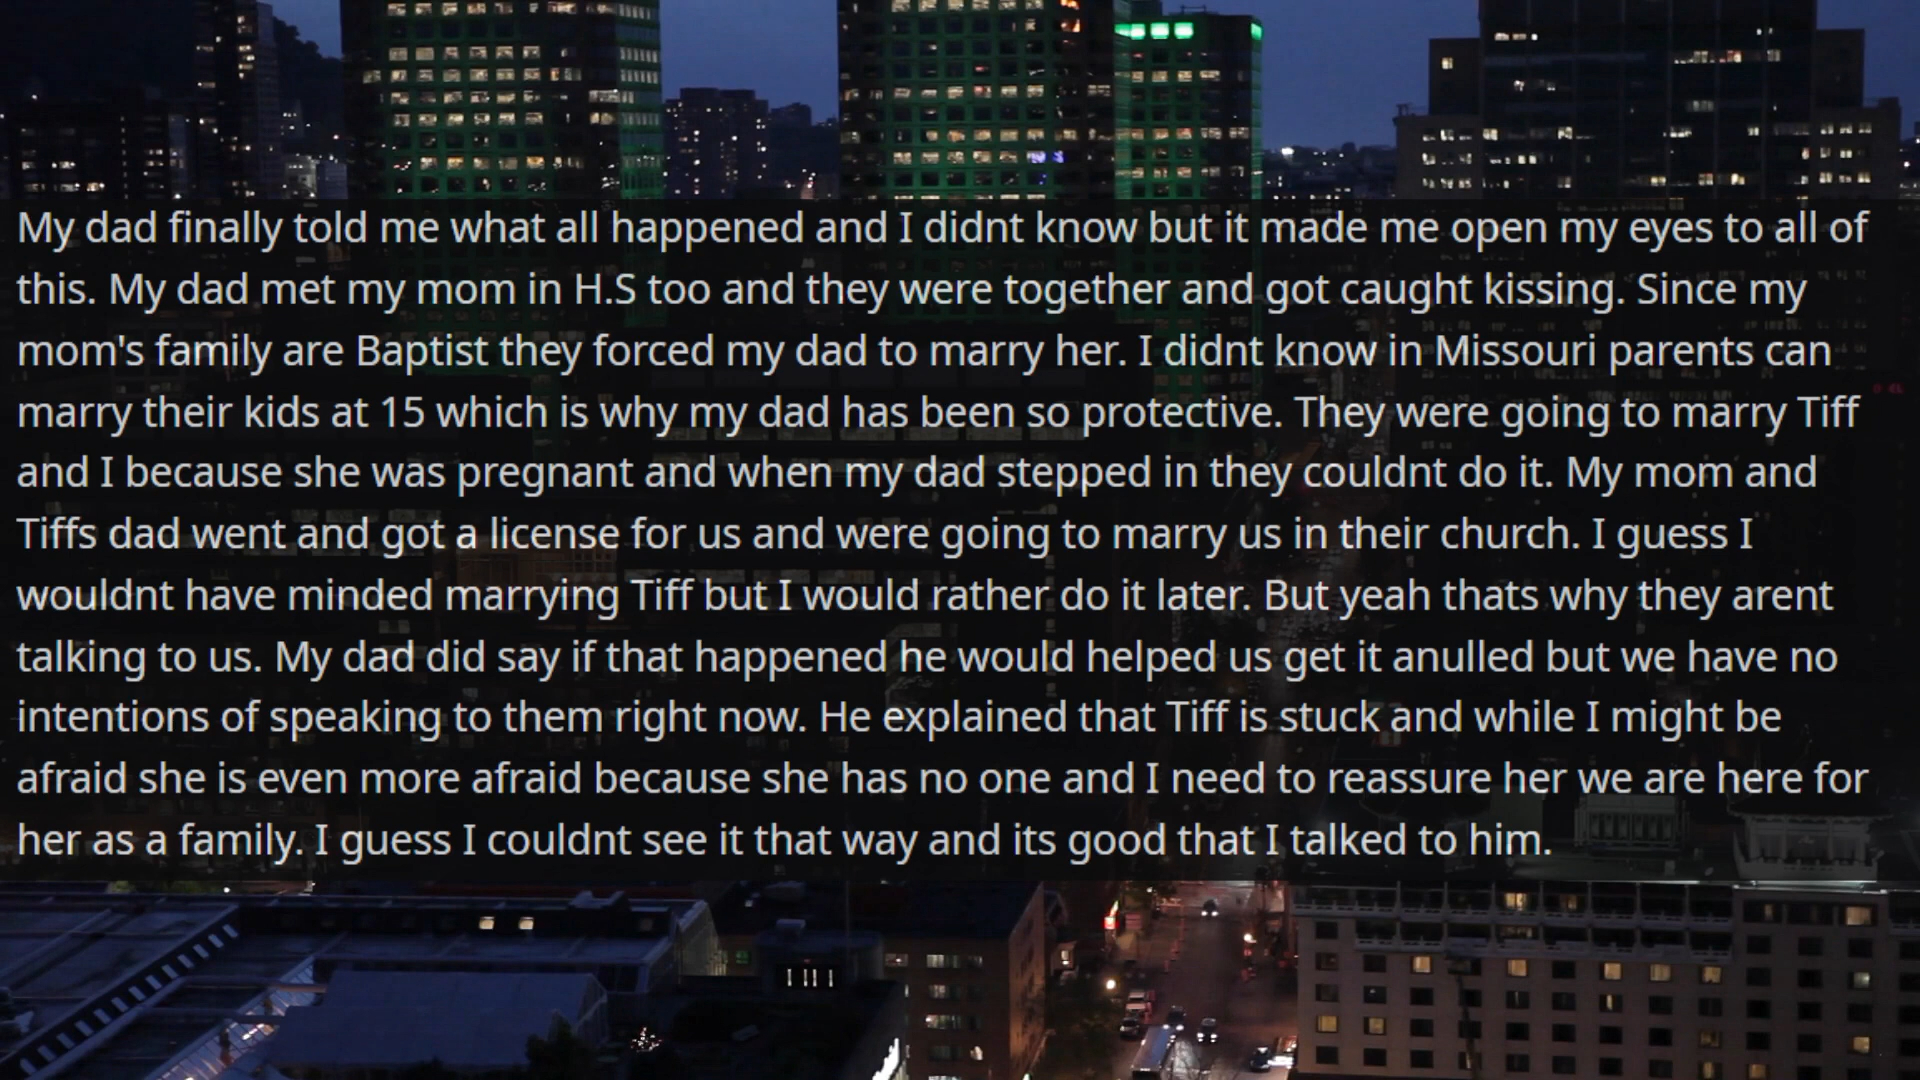 My dad finally told me what all happened and I didnt know but it made me open my eyes to all of
this. My dad met my mom in H.S too and they were together and got caught kissing. Since my
mom's family are Baptist they forced my dad to marry her. I didnt know in Missouri parents can
marry their kids at 15 which is why my dad has been so protective. They were going to marry Tiff
and I because she was pregnant and when my dad stepped in they couldnt do it. My mom and
Tiffs dad went and got a license for us and were going to marry us in their church. I guess I
wouldnt have minded marrying Tiff but I would rather do it later. But yeah thats why they arent
talking to us. My dad did say if that happened he would helped us get it anulled but we have no
intentions of speaking to them right now. He explained that Tiff is stuck and while I might be
afraid she is even more afraid because she has no one and I need to reassure her we are here for
her as a family. I guess I couldnt see it that way and its good that I talked to him.